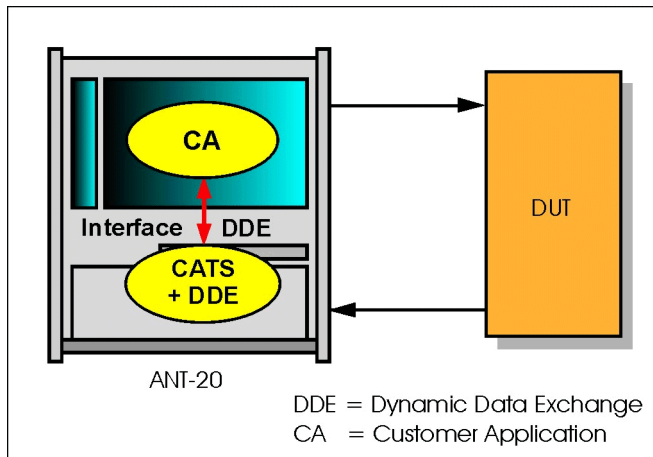 CA
DUT
Interface DDE
CATS
+ DDE
ANT-20
DDE = Dynamic Data Exchange
CA = Customer Application